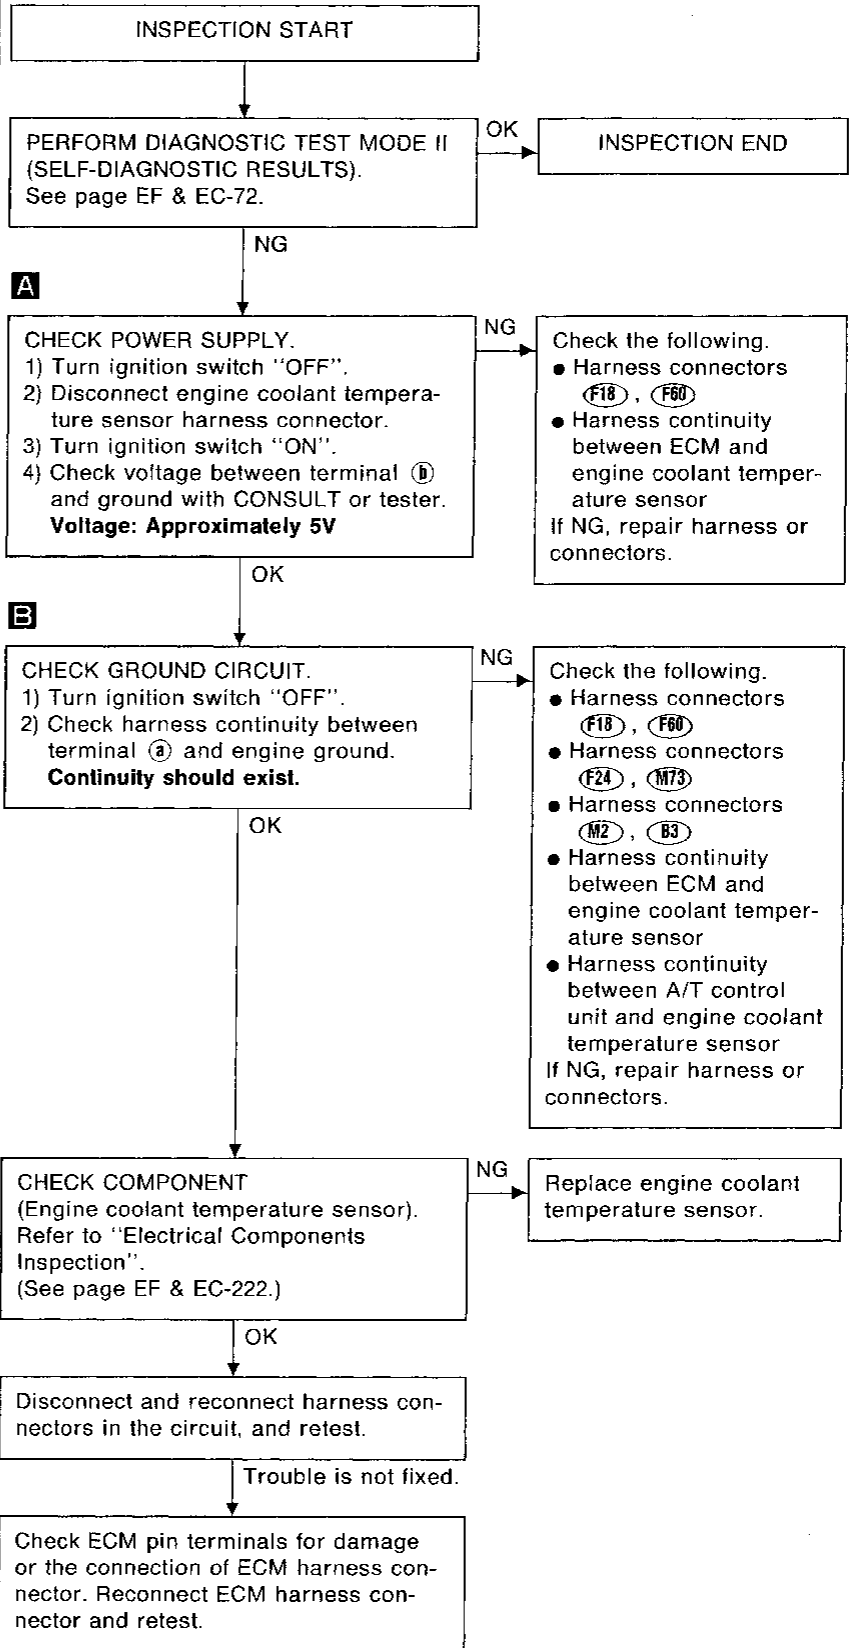 INSPECTION START
PERFORM DIAGNOSTIC TEST MODE II
(SELF-DIAGNOSTIC RESULTS).
See page EF & EC-72.
OK
INSPECTION END
NG
A
CHECK POWER SUPPLY.
1) Turn ignition switch "OFF".
2) Disconnect engine coolant tempera-
ture sensor harness connector.
3) Turn ignition switch "ON".
4) Check voltage between terminal ⓑ
and ground with CONSULT or tester.
Voltage: Approximately 5V
NG
Check the following.
● Harness connectors
F18, F60
● Harness continuity
between ECM and
engine coolant temper-
ature sensor
If NG, repair harness or
connectors.
OK
B
CHECK GROUND CIRCUIT.
1) Turn ignition switch "OFF".
2) Check harness continuity between
terminal ⓐ and engine ground.
Continuity should exist.
NG
Check the following.
● Harness connectors
F18, F60
● Harness connectors
F24, M73
● Harness connectors
M2, B3
● Harness continuity
between ECM and
engine coolant temper-
ature sensor
● Harness continuity
between A/T control
unit and engine coolant
temperature sensor
If NG, repair harness or
connectors.
OK
CHECK COMPONENT
(Engine coolant temperature sensor).
Refer to "Electrical Components
Inspection".
(See page EF & EC-222.)
NG
Replace engine coolant
temperature sensor.
OK
Disconnect and reconnect harness con-
nectors in the circuit, and retest.
Trouble is not fixed.
Check ECM pin terminals for damage
or the connection of ECM harness con-
nector. Reconnect ECM harness con-
nector and retest.